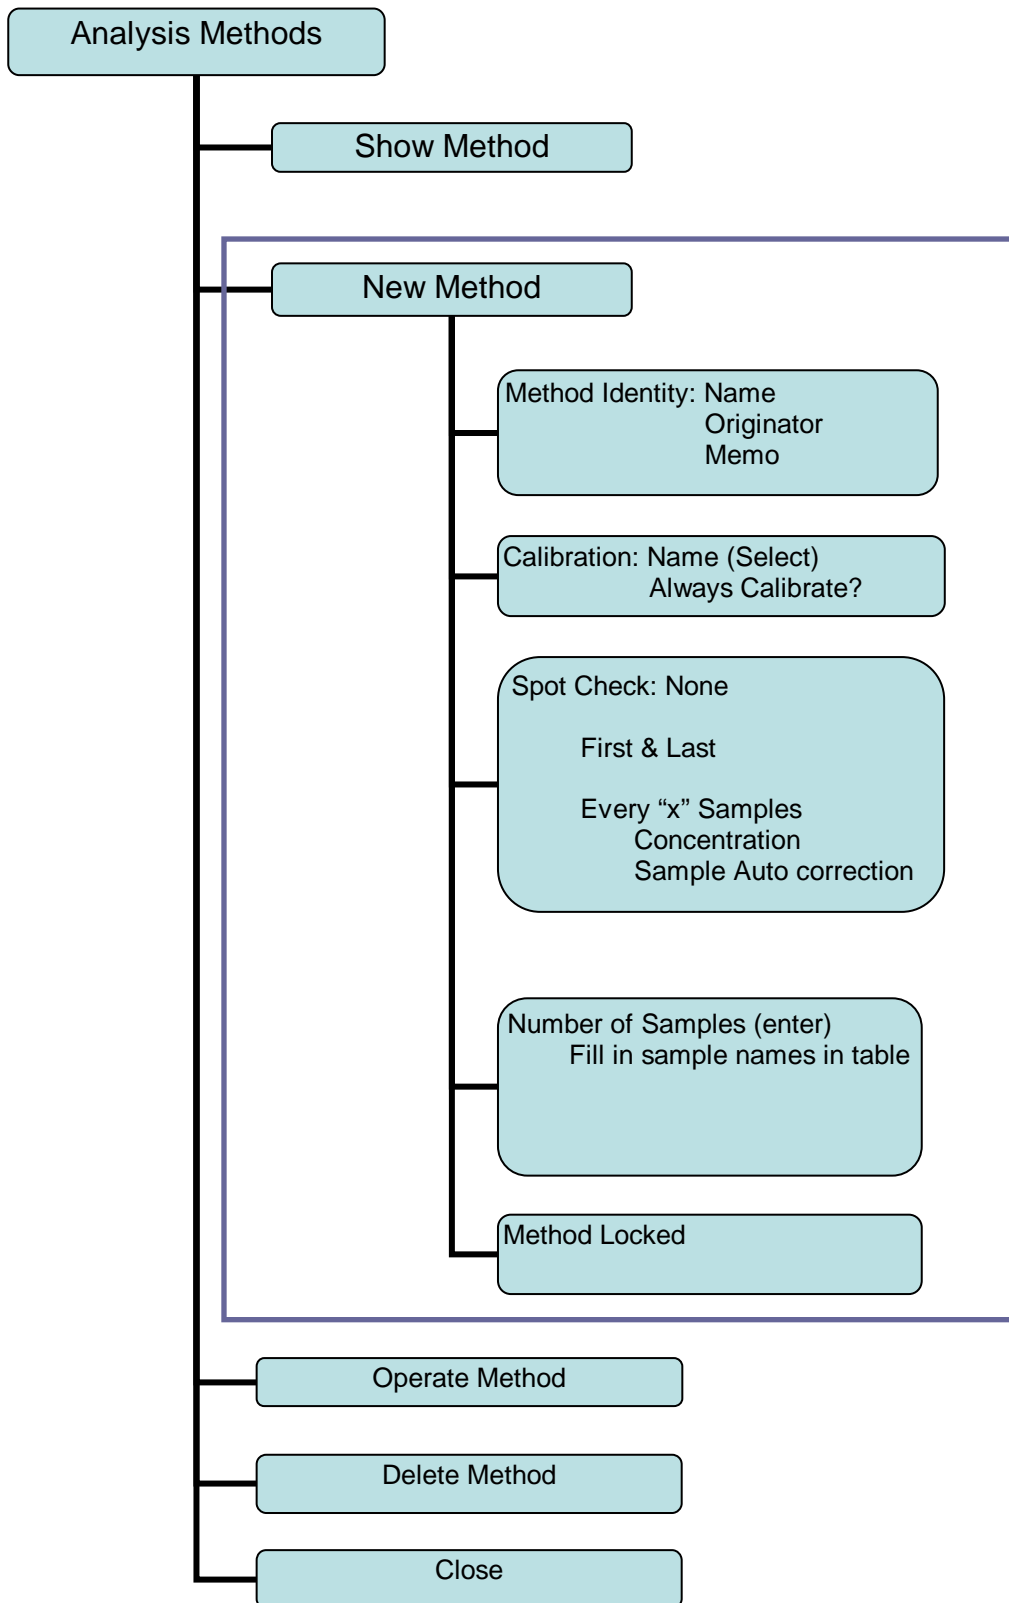 Analysis Methods
Show Method
New Method
Method Identity: Name
Originator
Memo
Calibration: Name (Select)
Always Calibrate?
Spot Check: None
First & Last
Every “x” Samples
Concentration
Sample Auto correction
Number of Samples (enter)
Fill in sample names in table
Method Locked
Operate Method
Delete Method
Close